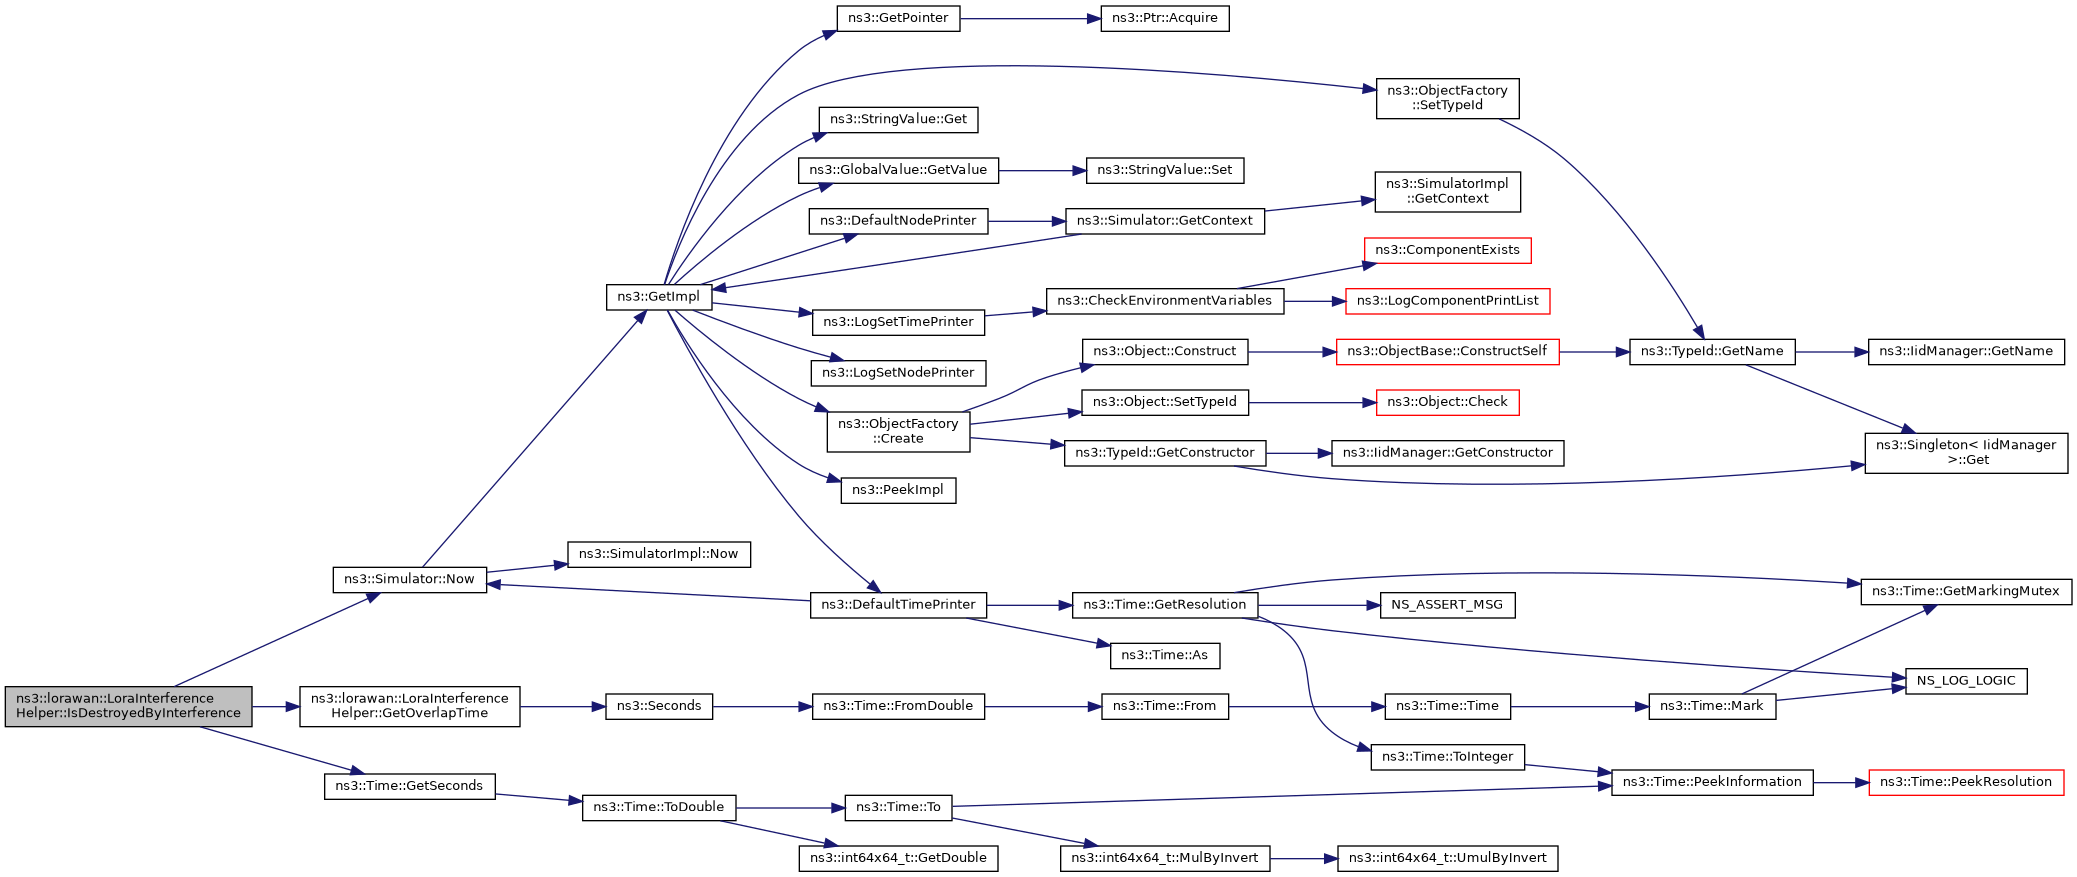 ns3::GetPointer
ns3::Ptr::Acquire
ns3::ObjectFactory
::SetTypeId
ns3::StringValue::Get
ns3::GlobalValue::GetValue
ns3::StringValue::Set
ns3::SimulatorImpl
::GetContext
ns3::DefaultNodePrinter
ns3::Simulator::GetContext
ns3::ComponentExists
ns3::GetImpl
ns3::CheckEnvironmentVariables
ns3::LogComponentPrintList
ns3::LogSetTimePrinter
ns3::Object::Construct
ns3::ObjectBase::ConstructSelf
ns3::TypeId::GetName
ns3::IidManager::GetName
ns3::LogSetNodePrinter
ns3::Object::SetTypeId
ns3::Object::Check
ns3::ObjectFactory
::Create
ns3::TypeId::GetConstructor
ns3::IidManager::GetConstructor
ns3::Singleton< IidManager
>::Get
ns3::PeekImpl
ns3::SimulatorImpl::Now
ns3::Simulator::Now
ns3::DefaultTimePrinter
ns3::Time::GetResolution
NS_ASSERT_MSG
ns3::Time::GetMarkingMutex
ns3::Time::As
NS_LOG_LOGIC
ns3::lorawan::LoraInterference
Helper::IsDestroyedByInterference
ns3::lorawan::LoraInterference
Helper::GetOverlapTime
ns3::Seconds
ns3::Time::FromDouble
ns3::Time::From
ns3::Time::Time
ns3::Time::Mark
ns3::Time::ToInteger
ns3::Time::GetSeconds
ns3::Time::PeekInformation
ns3::Time::PeekResolution
ns3::Time::ToDouble
ns3::Time::To
ns3::int64x64_t::GetDouble
ns3::int64x64_t::MulByInvert
ns3::int64x64_t::UmulByInvert